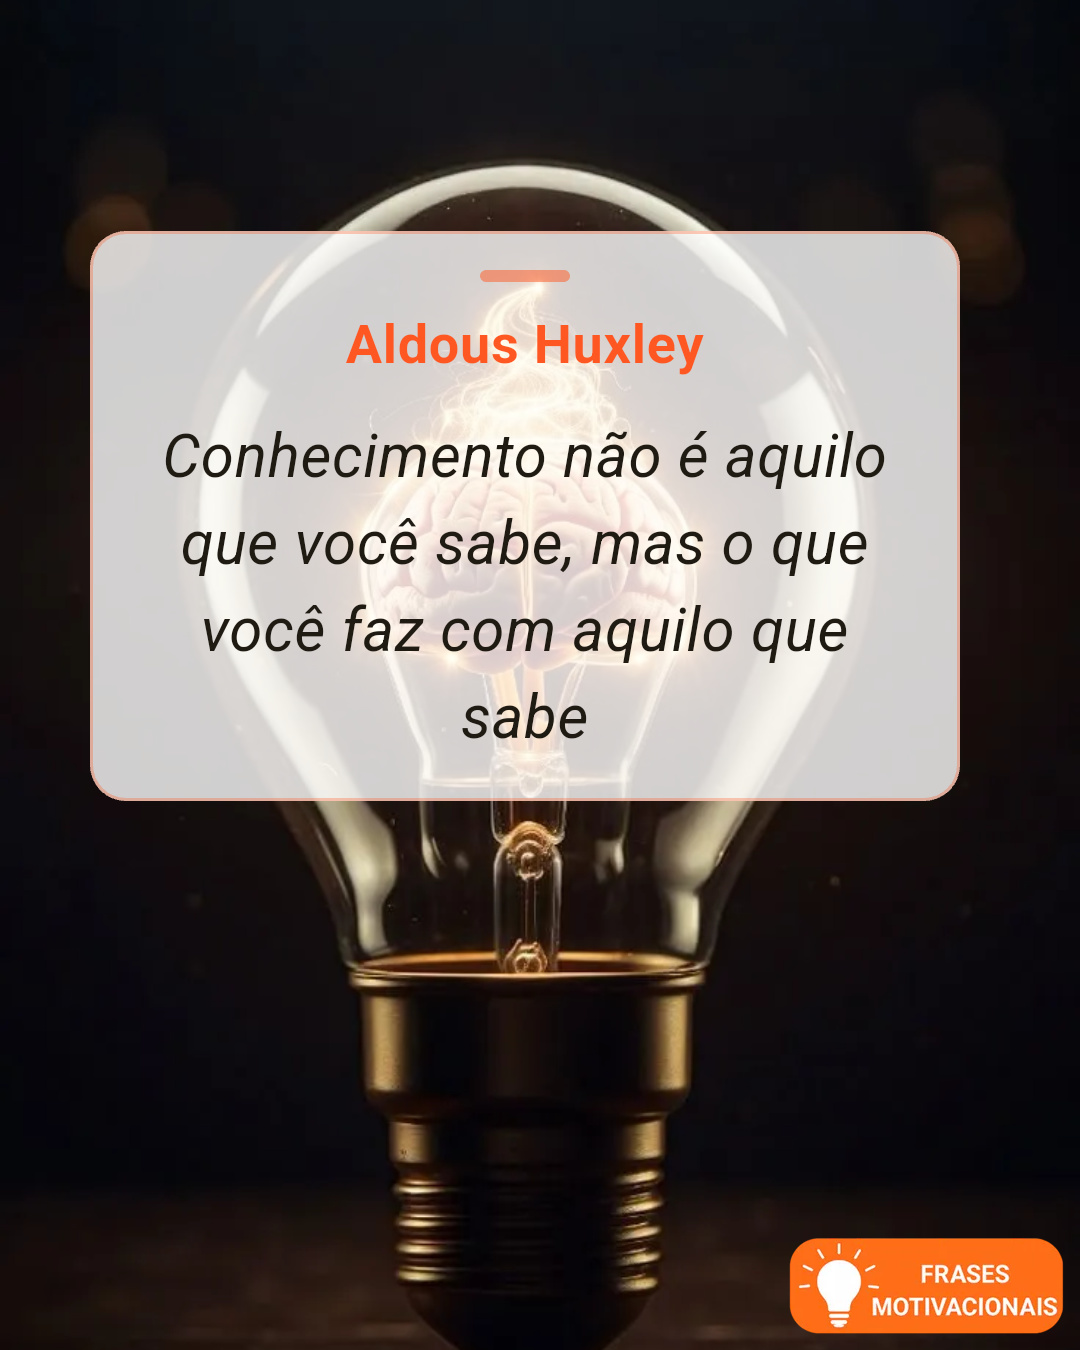 Aldous Huxley
Conhecimento não é aquilo
que você sabe, mas o que
você faz com aquilo que
sabe
FRASES
MOTIVACIONAIS